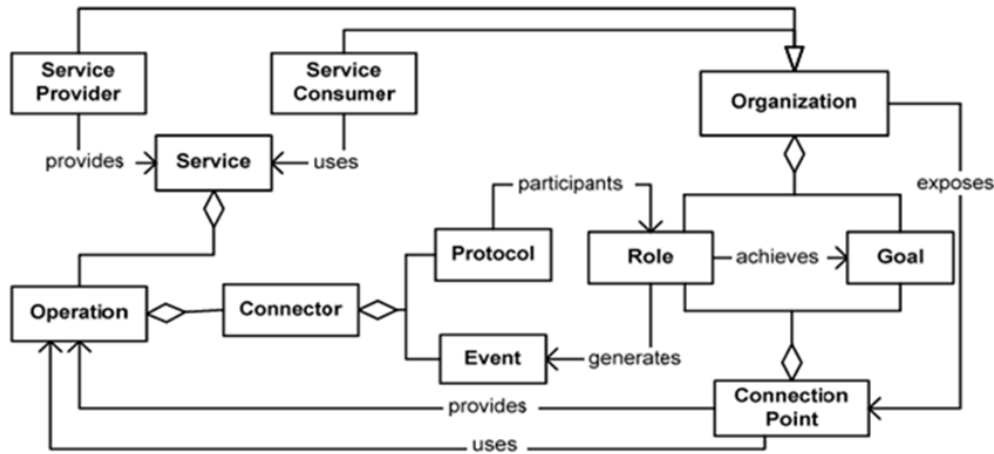 Service
Provider
Service
Consumer
Organization
provides
Service
uses
exposes
participants
Protocol
Role
achieves
Goal
Operation
Connector
Event
generates
Connection
Point
provides
uses